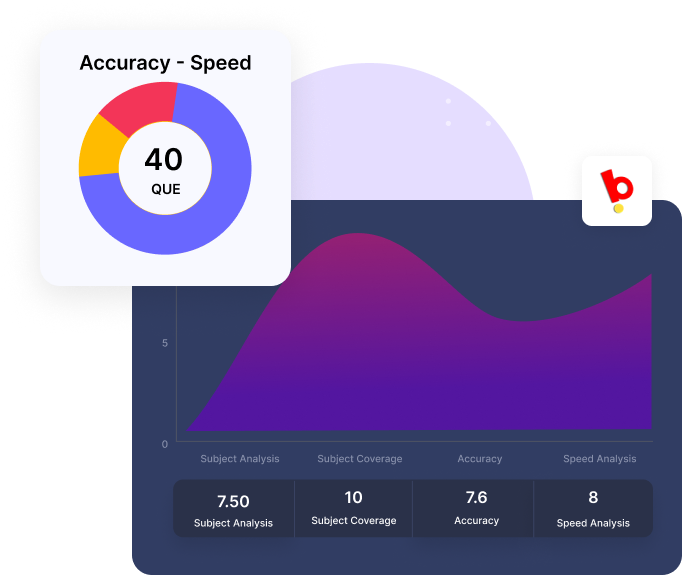 Accuracy - Speed
40
QUE
b
5
0
Subject Analysis Subject Coverage Accuracy Speed Analysis
7.50 10 7.6 8
Subject Analysis Subject Coverage Accuracy Speed Analysis